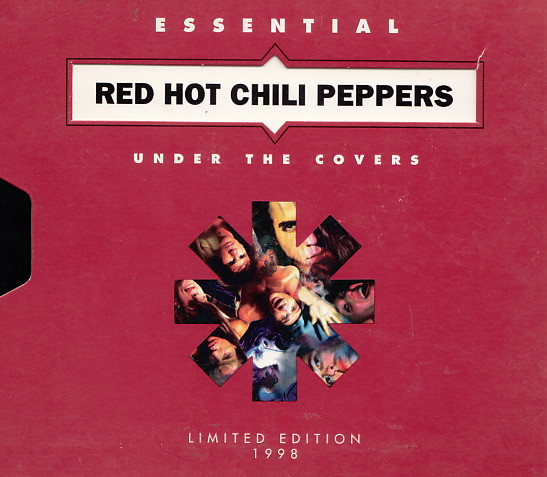 ESSENTIAL
RED HOT CHILI PEPPERS
UNDER THE COVERS
LIMITED EDITION
1998